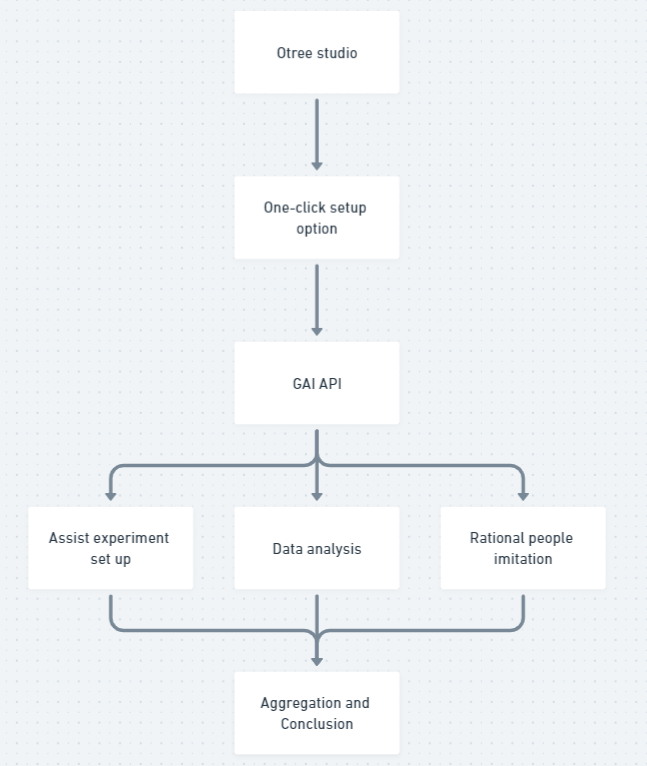 Otree studio
One-click setup
option
GAI API
Assist experiment
set up
Data analysis
Rational people
imitation
Aggregation and
Conclusion